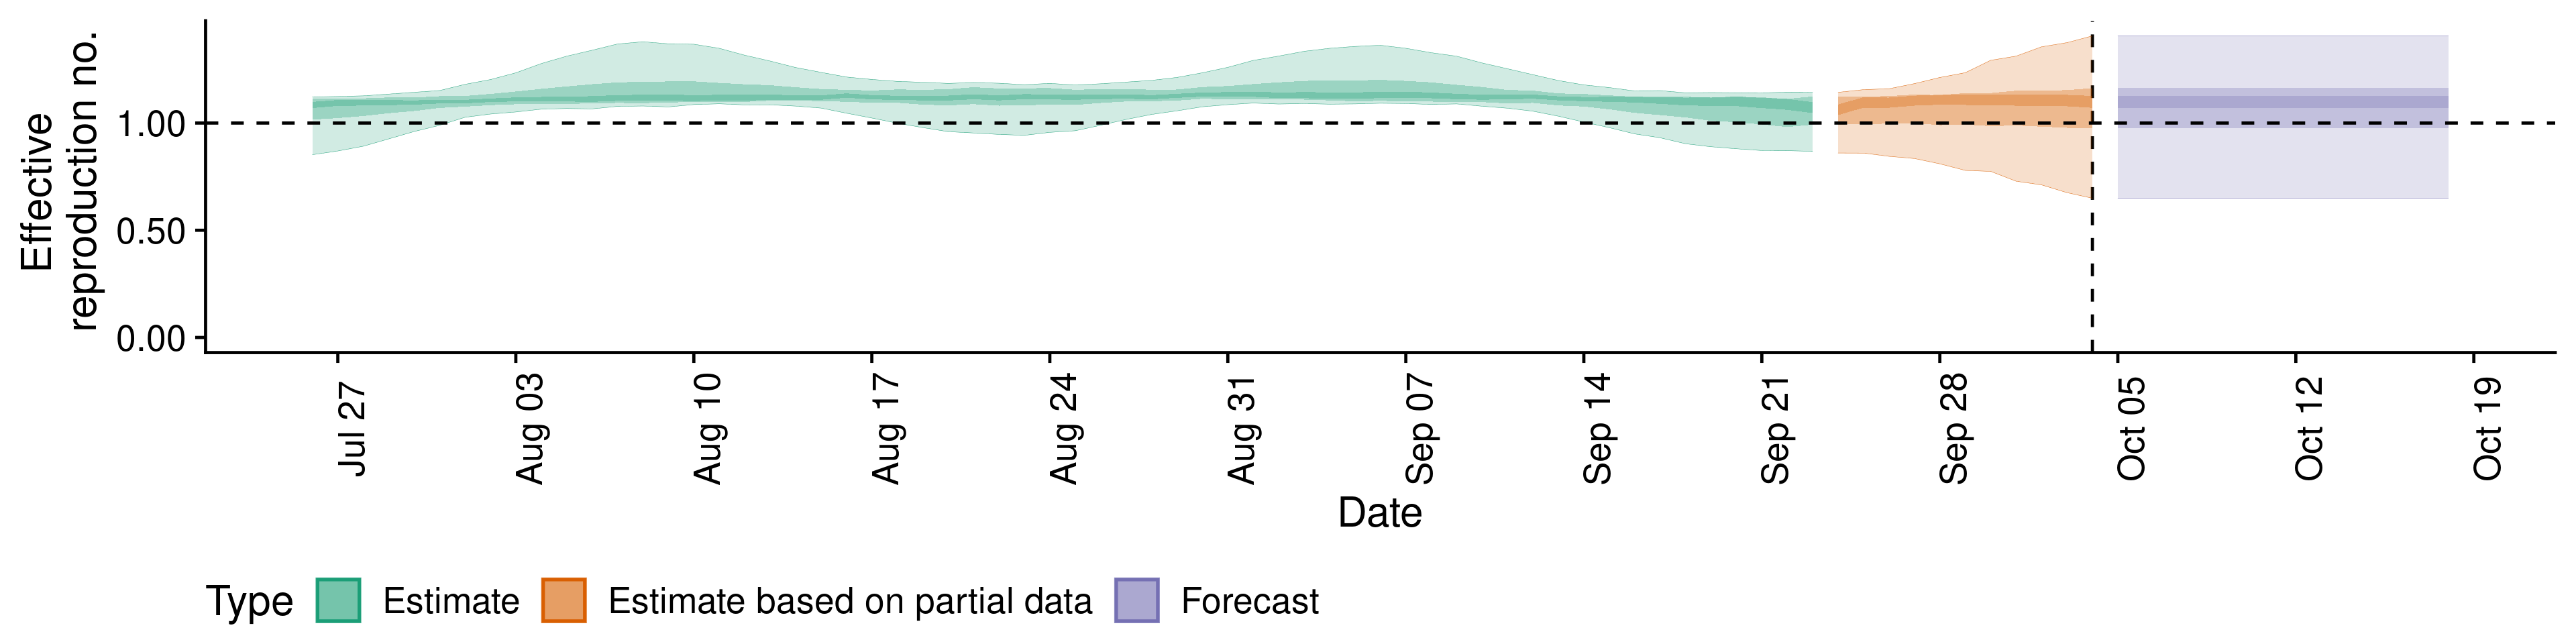 Effective
reproduction no.
1.00
0.50
0.00
Jul 27
Aug 03
Aug 10
Aug 17
Aug 24
Aug 31
Sep 07
Sep 14
Sep 21
Sep 28
Oct 05
Oct 12
Oct 19
Date
Type Estimate Estimate based on partial data Forecast